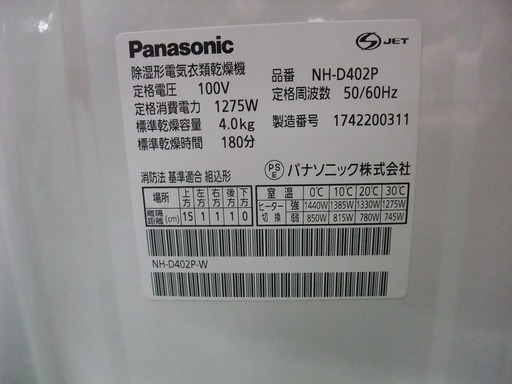 Panasonic
S JET
除湿形電気衣類乾燥機
品番 NH-D402P
定格電圧 100V
定格周波数 50/60Hz
定格消費電力 1275W
製造番号 1742200311
標準乾燥容量 4.0kg
標準乾燥時間 180分
PS E パナソニック株式会社
消防法 基準適合 組込形
場所 上方 左方 右方 後方 下方
離隔距離(cm) 15 1 1 1 0
室温 0℃ 10℃ 20℃ 30℃
ヒーター切換 強 1440W 1385W 1330W 1275W
弱 850W 815W 780W 745W
NH-D402P-W